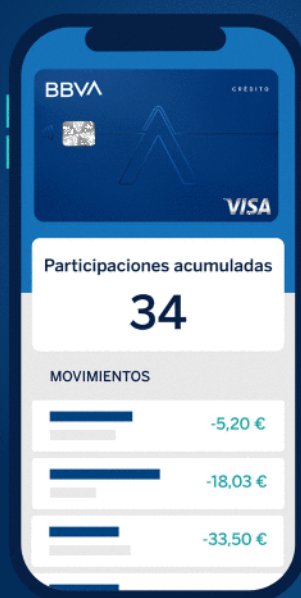 BBVA
CRÉDITO
VISA
Participaciones acumuladas
34
MOVIMIENTOS
-5,20 €
-18,03 €
-33,50 €